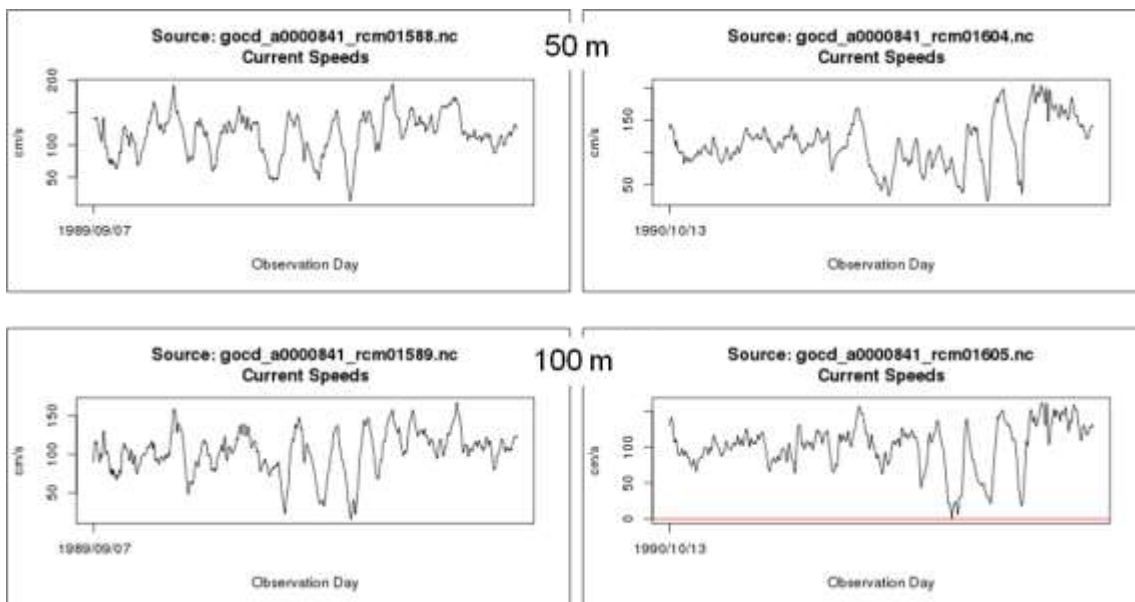 Source: gocd_a0000841_rcm01588.nc
Current Speeds
cm/s
200
100
50
1989/09/07
Observation Day
50 m
Source: gocd_a0000841_rcm01604.nc
Current Speeds
cm/s
150
50
1990/10/13
Observation Day
Source: gocd_a0000841_rcm01589.nc
Current Speeds
cm/s
150
100
50
1989/09/07
Observation Day
100 m
Source: gocd_a0000841_rcm01605.nc
Current Speeds
cm/s
100
50
0
1990/10/13
Observation Day